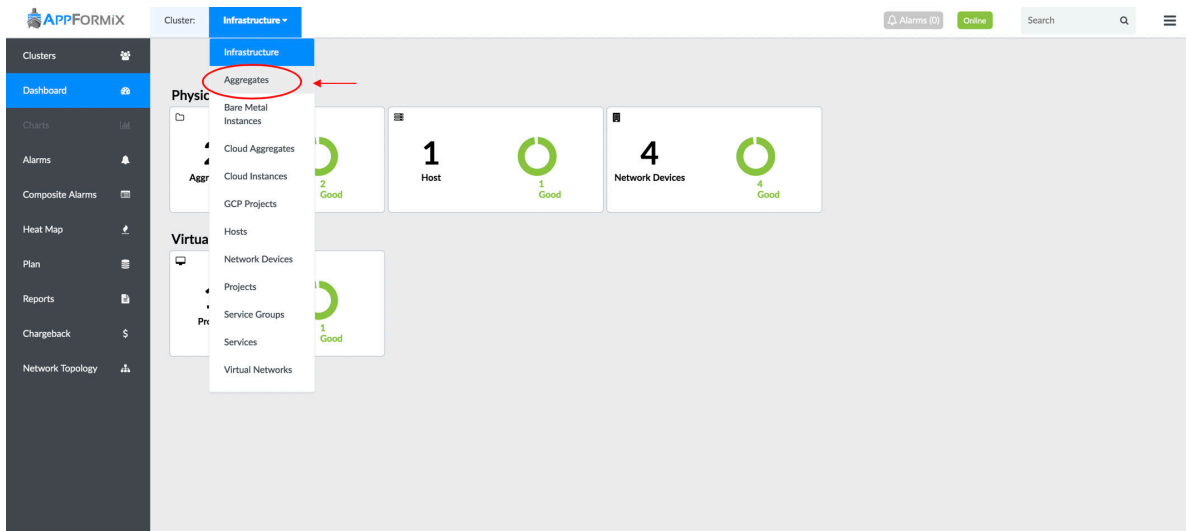 APPFORMIX
Cluster:
Infrastructure
Alarms (0)
Online
Search
Clusters
Dashboard
Charts
Alarms
Composite Alarms
Heat Map
Plan
Reports
Chargeback
Network Topology
Infrastructure
Aggregates
Bare Metal
Instances
Cloud Aggregates
Cloud Instances
GCP Projects
Hosts
Network Devices
Projects
Service Groups
Services
Virtual Networks
Physic
Aggr
2
Good
1
Host
1
Good
4
Network Devices
4
Good
Virtua
Pro
1
Good